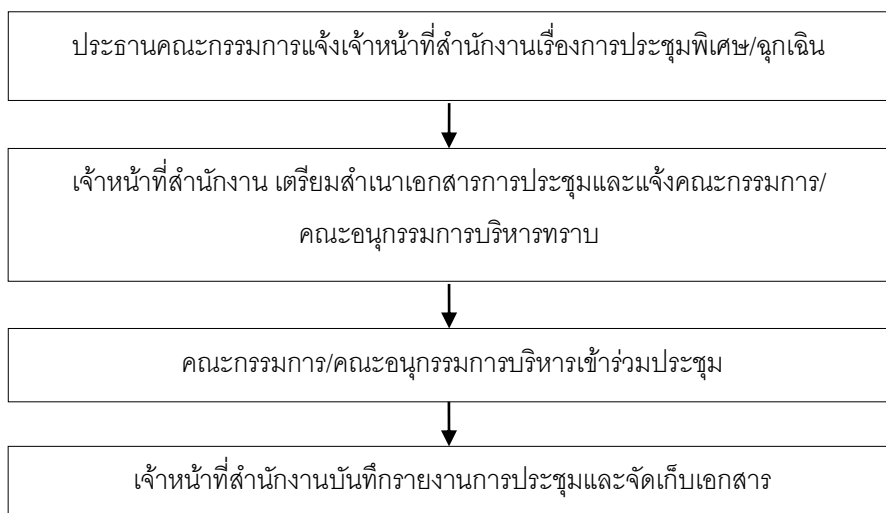 ประธานคณะกรรมการแจ้งเจ้าหน้าที่สำนักงานเรื่องการประชุมพิเศษ/ฉุกเฉิน
เจ้าหน้าที่สำนักงาน เตรียมสำเนาเอกสารการประชุมและแจ้งคณะกรรมการ/
คณะอนุกรรมการบริหารทราบ
คณะกรรมการ/คณะอนุกรรมการบริหารเข้าร่วมประชุม
เจ้าหน้าที่สำนักงานบันทึกรายงานการประชุมและจัดเก็บเอกสาร